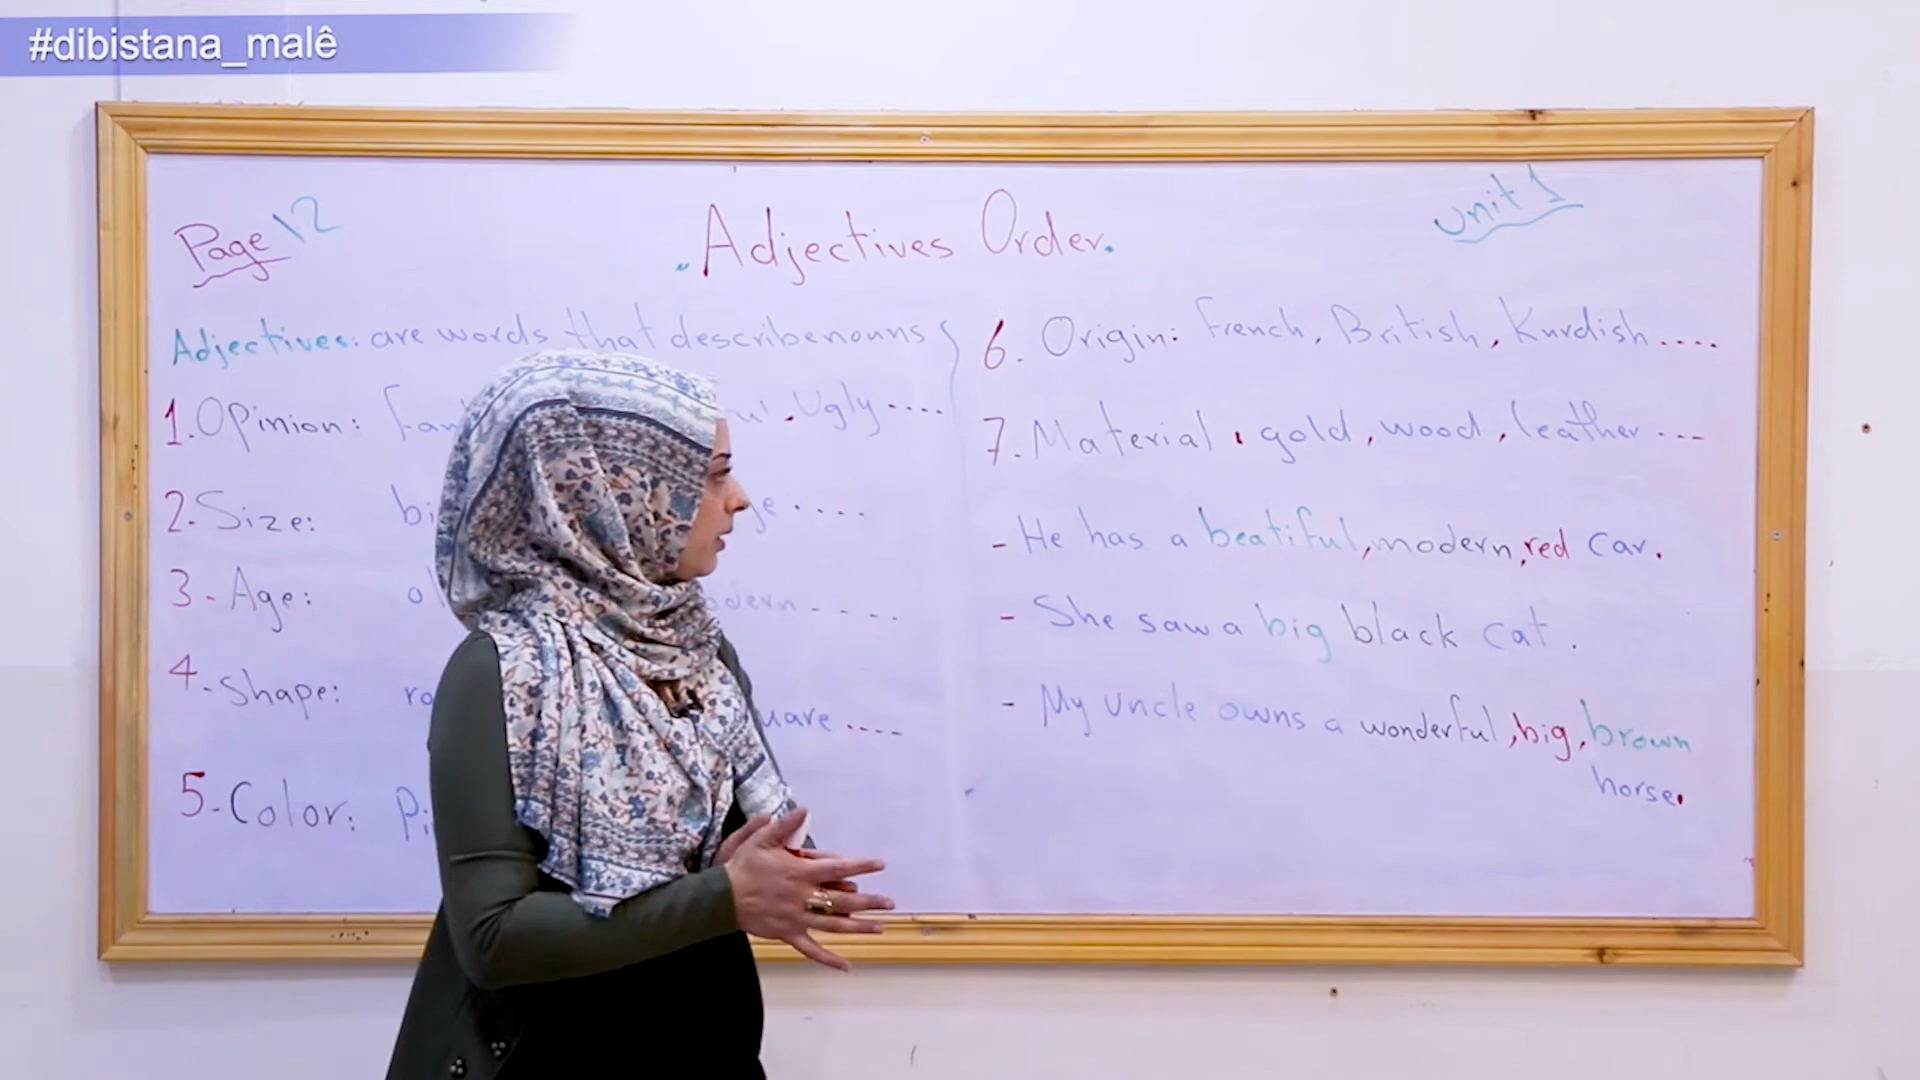 #dibistana_malê
Page 12
Adjectives Order.
Unit 1
Adjectives: are words that describe nouns
1. Opinion: Ugly ....
2- Size: ....
3- Age: ....
4- Shape: ....
5- Color:
6. Origin: French, British, Kurdish ....
7. Material: gold, wood, leather ...
- He has a beatiful, modern, red car.
- She saw a big black cat.
- My uncle owns a wonderful, big, brown
horse.